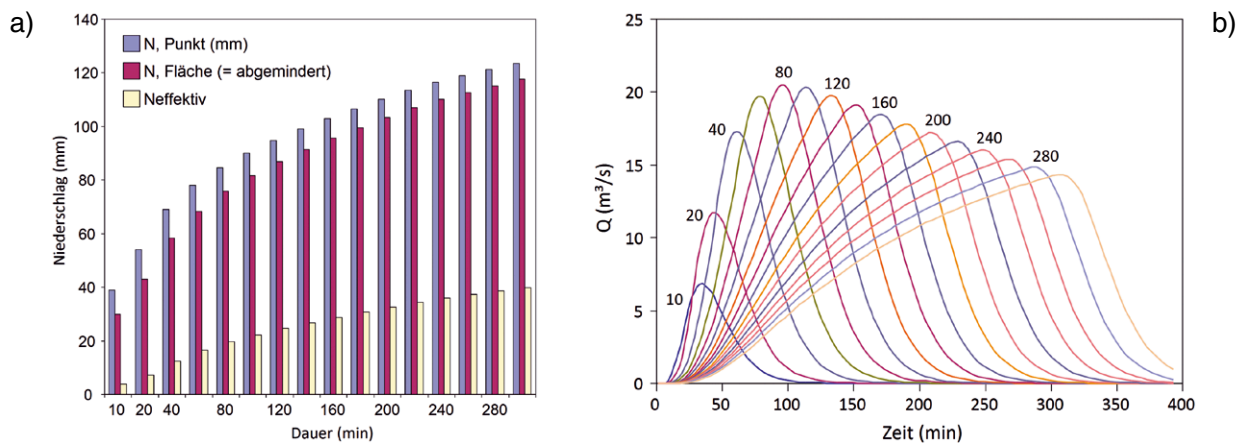 a)
Niederschlag (mm)
140
120
100
80
60
40
20
0
N, Punkt (mm)
N, Fläche (= abgemindert)
Neffektiv
10 20 40 80 120 160 200 240 280
Dauer (min)
b)
Q (m³/s)
25
20
15
10
5
0
10
20
40
80
120
160
200
240
280
0 50 100 150 200 250 300 350 400
Zeit (min)